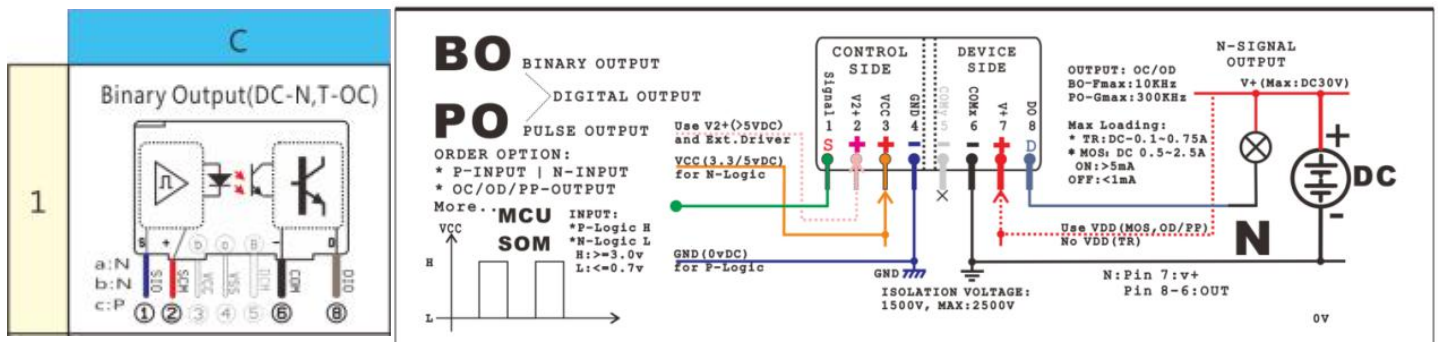 C
1
Binary Output(DC-N,T-OC)
S + b o B - D
a:N
b:N
c:P
SIO SCM VCC VSS DCM COM DIO
① ② ③ ④ ⑤ ⑥ ⑧
BO BINARY OUTPUT
DIGITAL OUTPUT
PO PULSE OUTPUT
ORDER OPTION:
* P-INPUT | N-INPUT
* OC/OD/PP-OUTPUT
More..
MCU
SOM
VCC
H
L
INPUT:
*P-Logic H
*N-Logic L
H:>=3.0v
L:<=0.7v
Use V2+(>5VDC)
and Ext.Driver
VCC(3.3/5vDC)
for N-Logic
GND(0vDC)
for P-Logic
CONTROL SIDE
DEVICE SIDE
Signal 1
V2+ 2
VCC 3
GND 4
COMv 5
COMx 6
V+ 7
DO 8
S + + - - - + D
GND
ISOLATION VOLTAGE:
1500V, MAX:2500V
OUTPUT: OC/OD
BO-Fmax:10KHz
PO-Gmax:300KHz
Max Loading:
* TR:DC-0.1~0.75A
* MOS: DC 0.5~2.5A
ON:>5mA
OFF:<1mA
N-SIGNAL
OUTPUT
V+(Max:DC30V)
+
DC
-
Use VDD(MOS,OD/PP)
No VDD(TR)
N
N:Pin 7:v+
Pin 8-6:OUT
0V